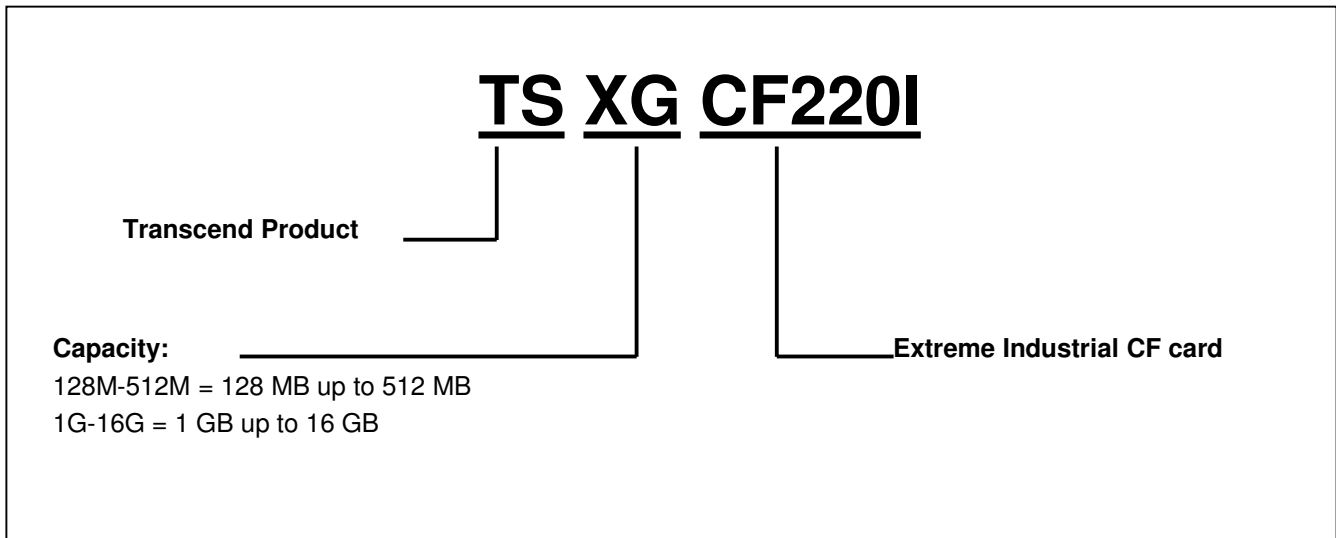 TS XG CF220I
Transcend Product
Capacity:
Extreme Industrial CF card
128M-512M = 128 MB up to 512 MB
1G-16G = 1 GB up to 16 GB